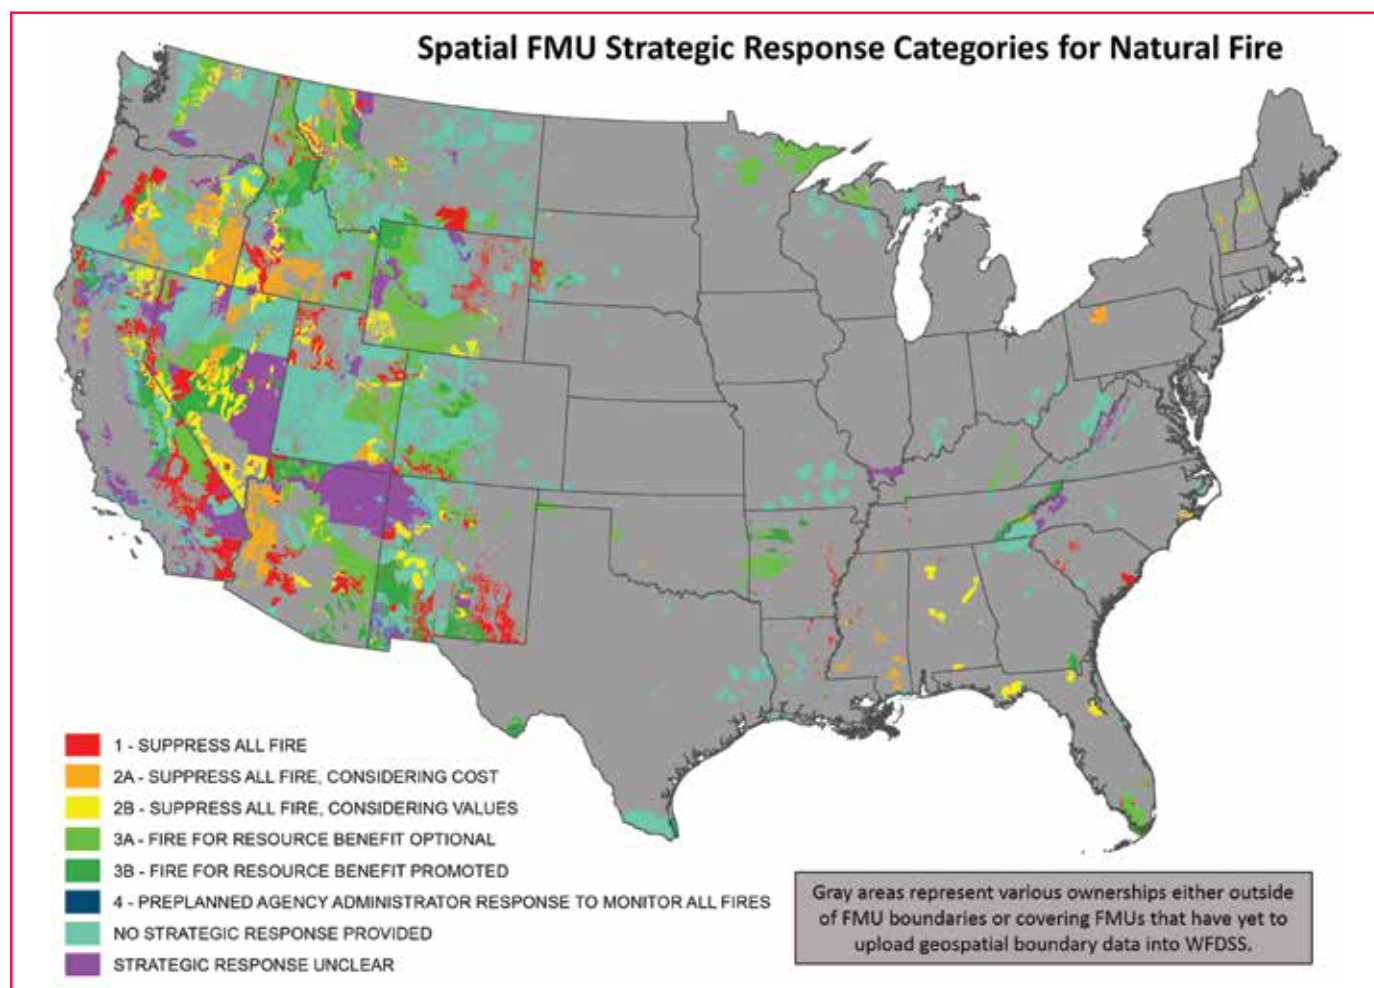 Spatial FMU Strategic Response Categories for Natural Fire
1 - SUPPRESS ALL FIRE
2A - SUPPRESS ALL FIRE, CONSIDERING COST
2B - SUPPRESS ALL FIRE, CONSIDERING VALUES
3A - FIRE FOR RESOURCE BENEFIT OPTIONAL
3B - FIRE FOR RESOURCE BENEFIT PROMOTED
4 - PREPLANNED AGENCY ADMINISTRATOR RESPONSE TO MONITOR ALL FIRES
NO STRATEGIC RESPONSE PROVIDED
STRATEGIC RESPONSE UNCLEAR
Gray areas represent various ownerships either outside
of FMU boundaries or covering FMUs that have yet to
upload geospatial boundary data into WFDSS.